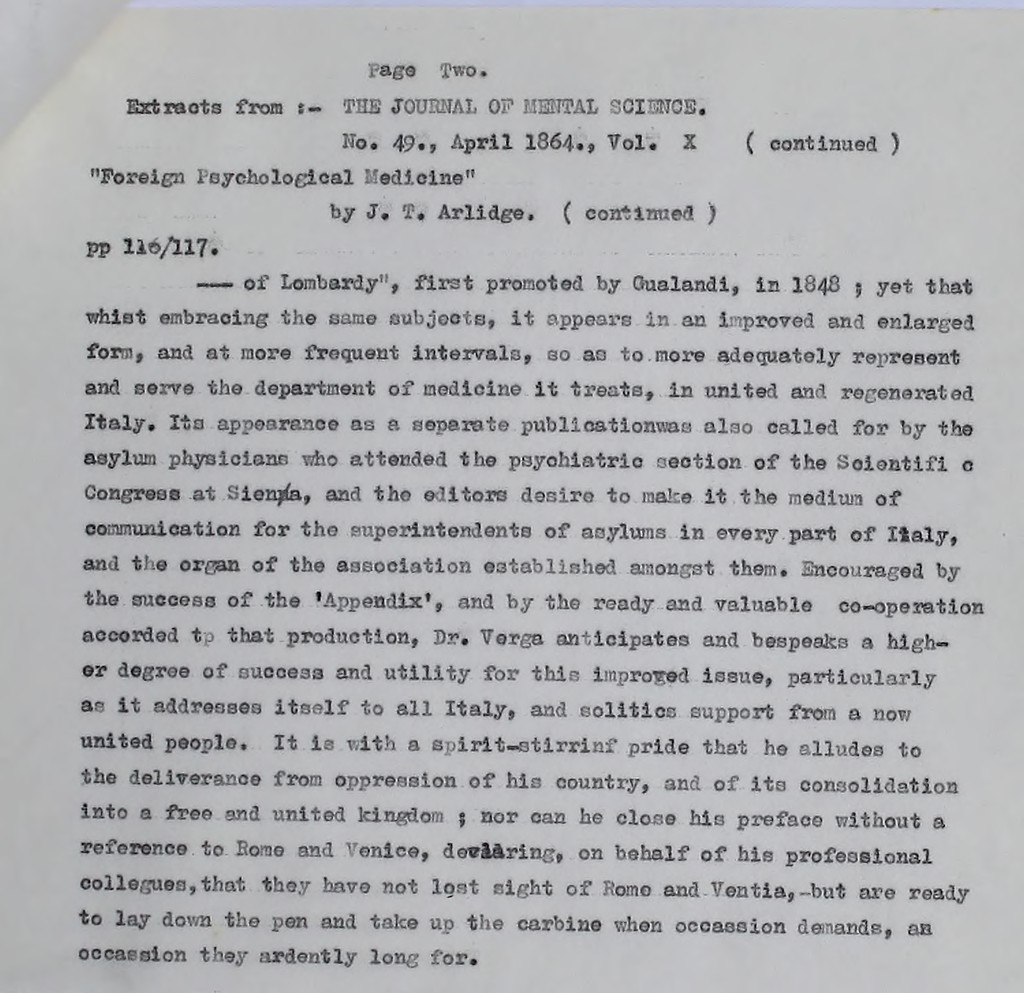 Page Two.
Extracts from :- THE JOURNAL OF MENTAL SCIENCE.
No. 49., April 1864., Vol. X ( continued )
"Foreign Psychological Medicine"
by J. T. Arlidge. ( continued )
pp 116/117.
--- of Lombardy", first promoted by Gualandi, in 1848 ; yet that
whist embracing the same subjects, it appears in an improved and enlarged
form, and at more frequent intervals, so as to more adequately represent
and serve the department of medicine it treats, in united and regenerated
Italy. Its appearance as a separate publicationwas also called for by the
asylum physicians who attended the psychiatric section of the Scientifi c
Congress at Siena, and the editors desire to make it the medium of
communication for the superintendents of asylums in every part of Italy,
and the organ of the association established amongst them. Encouraged by
the success of the 'Appendix', and by the ready and valuable co-operation
accorded tp that production, Dr. Verga anticipates and bespeaks a high-
er degree of success and utility for this improved issue, particularly
as it addresses itself to all Italy, and solitics support from a now
united people. It is with a spirit-stirrinf pride that he alludes to
the deliverance from oppression of his country, and of its consolidation
into a free and united kingdom ; nor can he close his preface without a
reference to Rome and Venice, declaring, on behalf of his professional
collegues,that they have not lost sight of Rome and Ventia,-but are ready
to lay down the pen and take up the carbine when occassion demands, an
occassion they ardently long for.